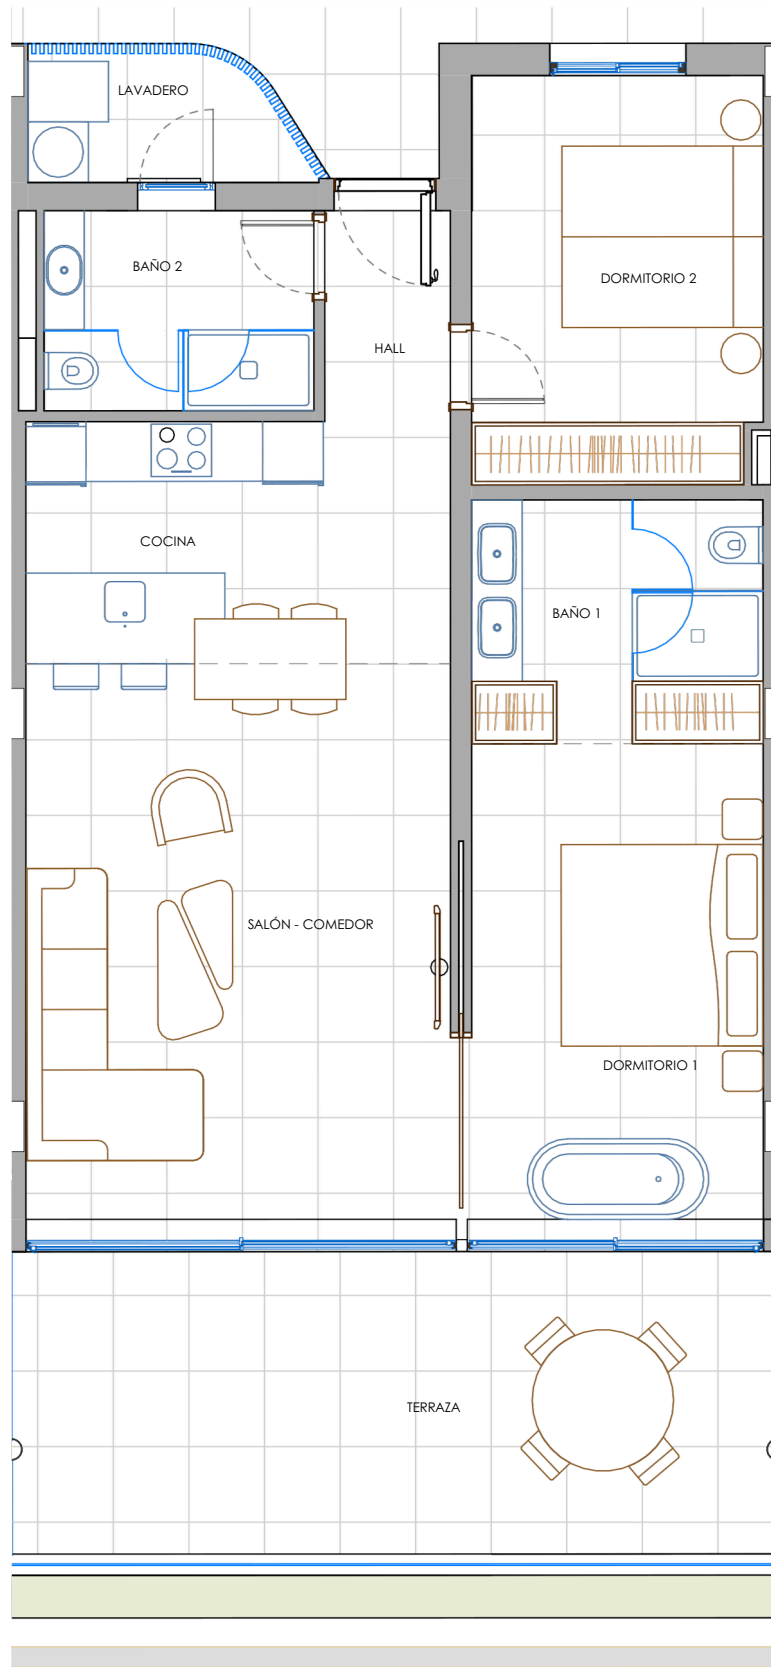 LAVADERO
BAÑO 2
DORMITORIO 2
HALL
COCINA
BAÑO 1
SALÓN - COMEDOR
DORMITORIO 1
TERRAZA